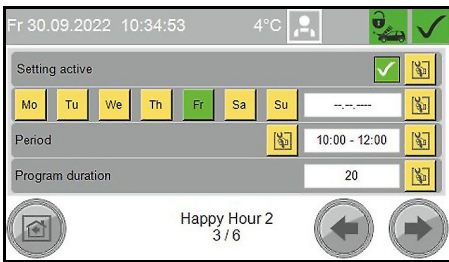 Fr 30.09.2022 10:34:53 4°C
Setting active
Mo Tu We Th Fr Sa Su --.--.----
Period 10:00 - 12:00
Program duration 20
Happy Hour 2
3 / 6